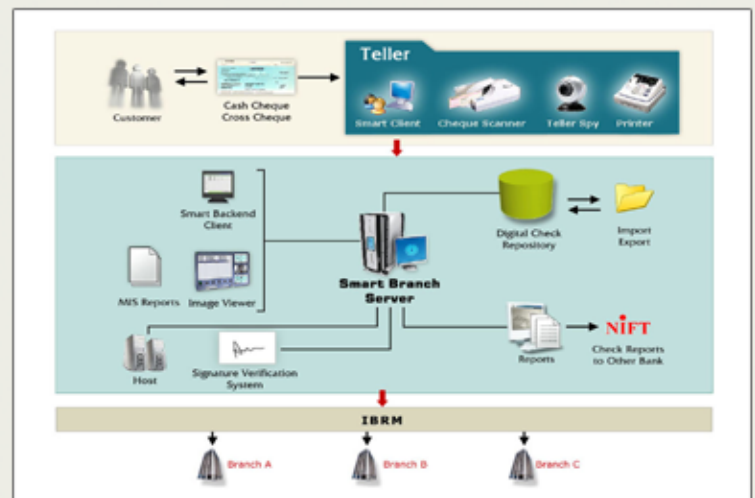 Teller
Customer
Cash Cheque
Cross Cheque
Smart Client
Cheque Scanner
Teller Spy
Printer
Smart Backend
Client
Digital Check
Repository
Import
Export
MIS Reports
Image Viewer
Smart Branch
Server
Host
Signature Verification
System
Reports
NIFT
Check Reports
to Other Bank
IBRM
Branch A
Branch B
Branch C